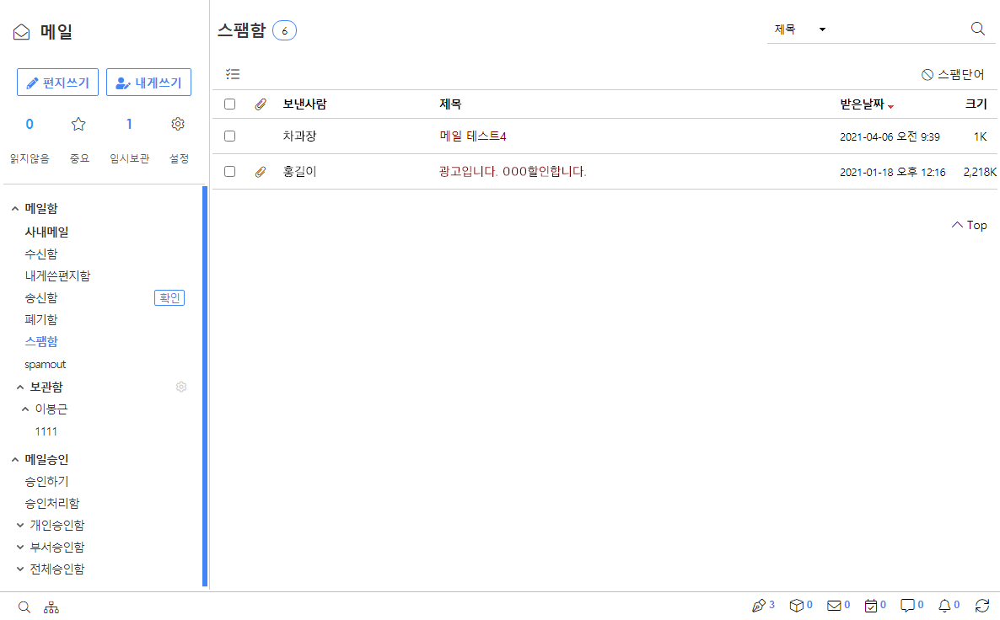 메일
편지쓰기 내게쓰기
0 1
읽지않음 중요 임시보관 설정
메일함
사내메일
수신함
내게쓴편지함
송신함 확인
폐기함
스팸함
spamout
보관함
이봉근
1111
메일승인
승인하기
승인처리함
개인승인함
부서승인함
전체승인함
스팸함 6
제목
스팸단어
보낸사람 제목 받은날짜 크기
차과장 메일 테스트4 2021-04-06 오전 9:39 1K
홍길이 광고입니다. 000할인합니다. 2021-01-18 오후 12:16 2,218K
Top
3 0 0 0 0 0